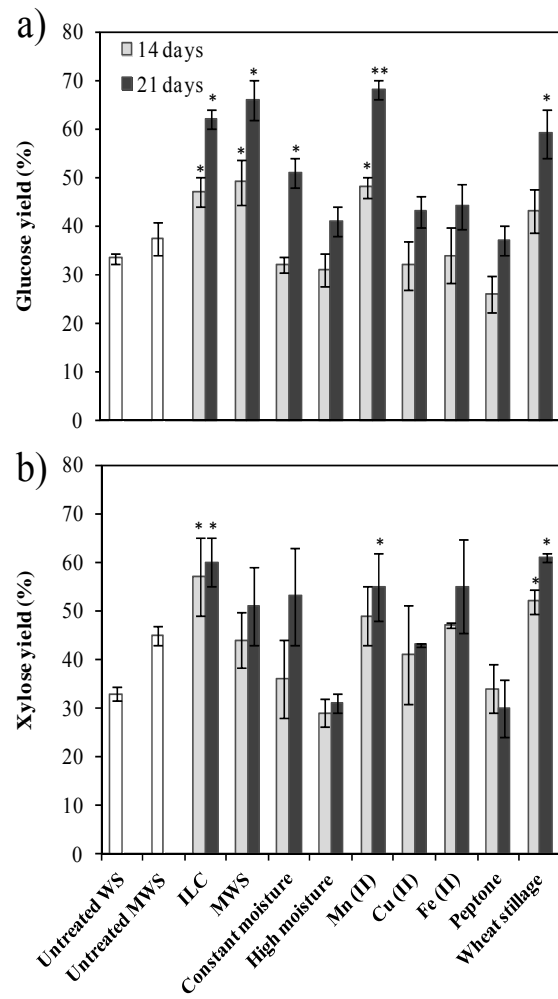 a)
80
70
60
50
40
30
20
10
0
Glucose yield (%)
14 days
21 days
* * * * * * ** *
b)
80
70
60
50
40
30
20
10
0
Xylose yield (%)
* * * * *
Untreated WS
Untreated MWS
ILC
MWS
Constant moisture
High moisture
Mn (II)
Cu (II)
Fe (II)
Peptone
Wheat stillage